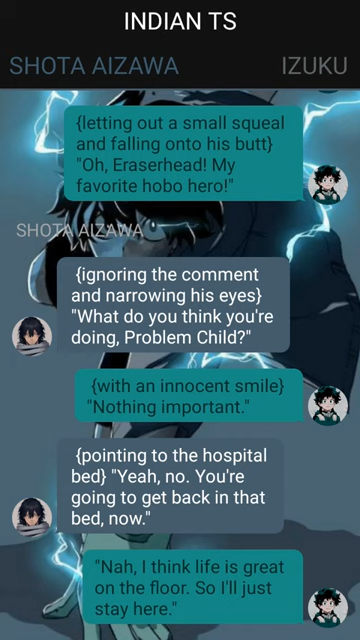 INDIAN TS
SHOTA AIZAWA IZUKU
{letting out a small squeal
and falling onto his butt}
"Oh, Eraserhead! My
favorite hobo hero!"
SHOTA AIZAWA
{ignoring the comment
and narrowing his eyes}
"What do you think you're
doing, Problem Child?"
{with an innocent smile}
"Nothing important."
{pointing to the hospital
bed} "Yeah, no. You're
going to get back in that
bed, now."
"Nah, I think life is great
on the floor. So I'll just
stay here."